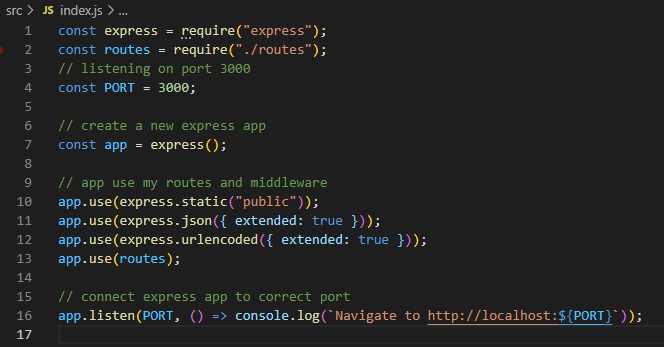 src > JS index.js > ...
1 const express = require("express");
2 const routes = require("./routes");
3 // listening on port 3000
4 const PORT = 3000;
5
6 // create a new express app
7 const app = express();
8
9 // app use my routes and middleware
10 app.use(express.static("public"));
11 app.use(express.json({ extended: true }));
12 app.use(express.urlencoded({ extended: true }));
13 app.use(routes);
14
15 // connect express app to correct port
16 app.listen(PORT, () => console.log(`Navigate to http://localhost:${PORT}`));
17